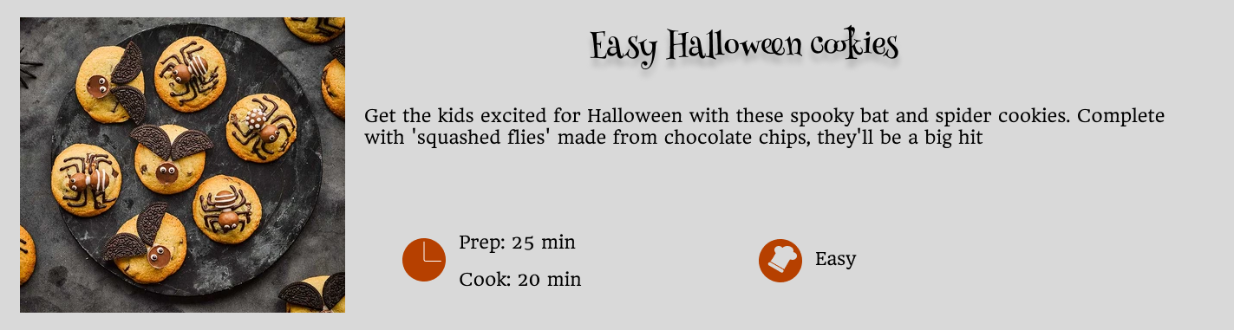 Easy Halloween cookies
Get the kids excited for Halloween with these spooky bat and spider cookies. Complete
with 'squashed flies' made from chocolate chips, they'll be a big hit
Prep: 25 min
Cook: 20 min
Easy